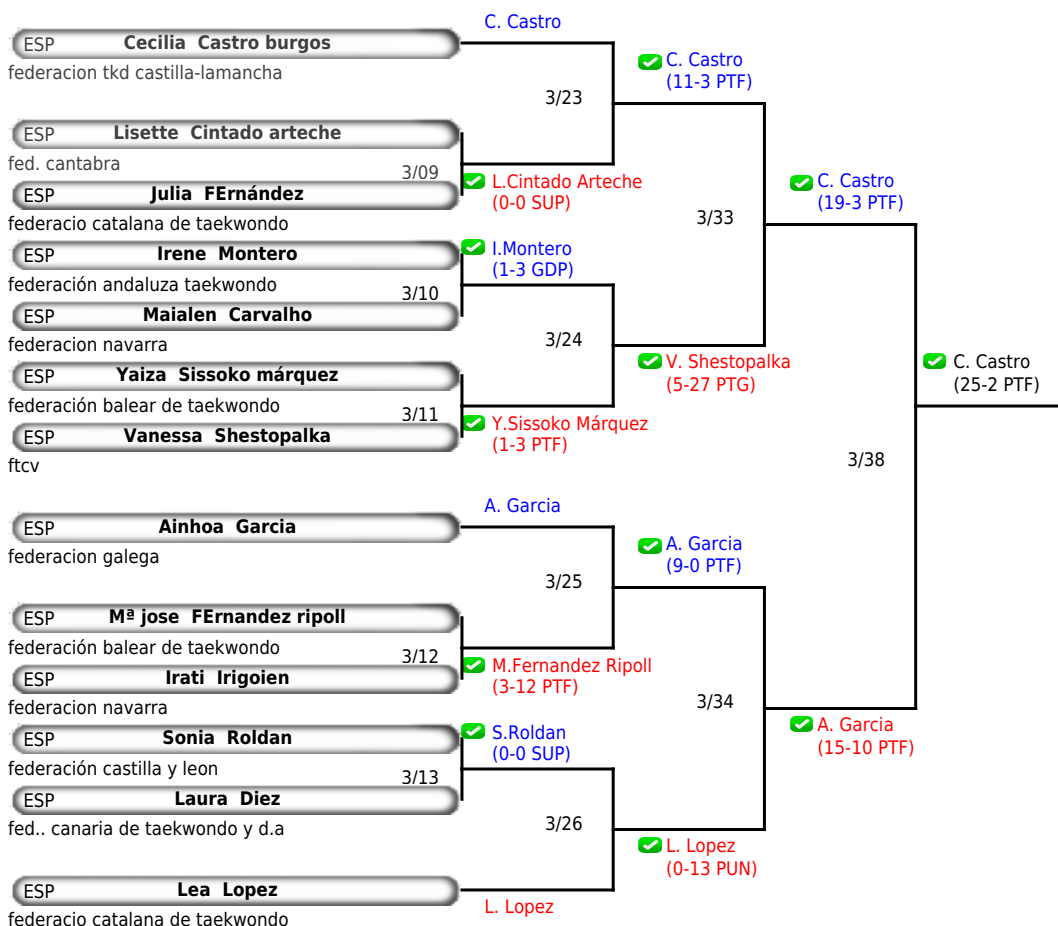 C. Castro
ESP Cecilia Castro burgos
federacion tkd castilla-lamancha
C. Castro
(11-3 PTF)
3/23
ESP Lisette Cintado arteche
fed. cantabra
3/09
L.Cintado Arteche
(0-0 SUP)
ESP Julia FErnández
federacio catalana de taekwondo
C. Castro
(19-3 PTF)
3/33
ESP Irene Montero
federación andaluza taekwondo
I.Montero
(1-3 GDP)
3/10
ESP Maialen Carvalho
federacion navarra
3/24
V. Shestopalka
(5-27 PTG)
C. Castro
(25-2 PTF)
ESP Yaiza Sissoko márquez
federación balear de taekwondo
3/11
Y.Sissoko Márquez
(1-3 PTF)
ESP Vanessa Shestopalka
ftcv
3/38
A. Garcia
ESP Ainhoa Garcia
federacion galega
A. Garcia
(9-0 PTF)
3/25
ESP Mª jose FErnandez ripoll
federación balear de taekwondo
3/12
M.Fernandez Ripoll
(3-12 PTF)
ESP Irati Irigoien
federacion navarra
3/34
A. Garcia
(15-10 PTF)
ESP Sonia Roldan
federación castilla y leon
S.Roldan
(0-0 SUP)
3/13
ESP Laura Diez
fed.. canaria de taekwondo y d.a
3/26
L. Lopez
(0-13 PUN)
ESP Lea Lopez
federacio catalana de taekwondo
L. Lopez